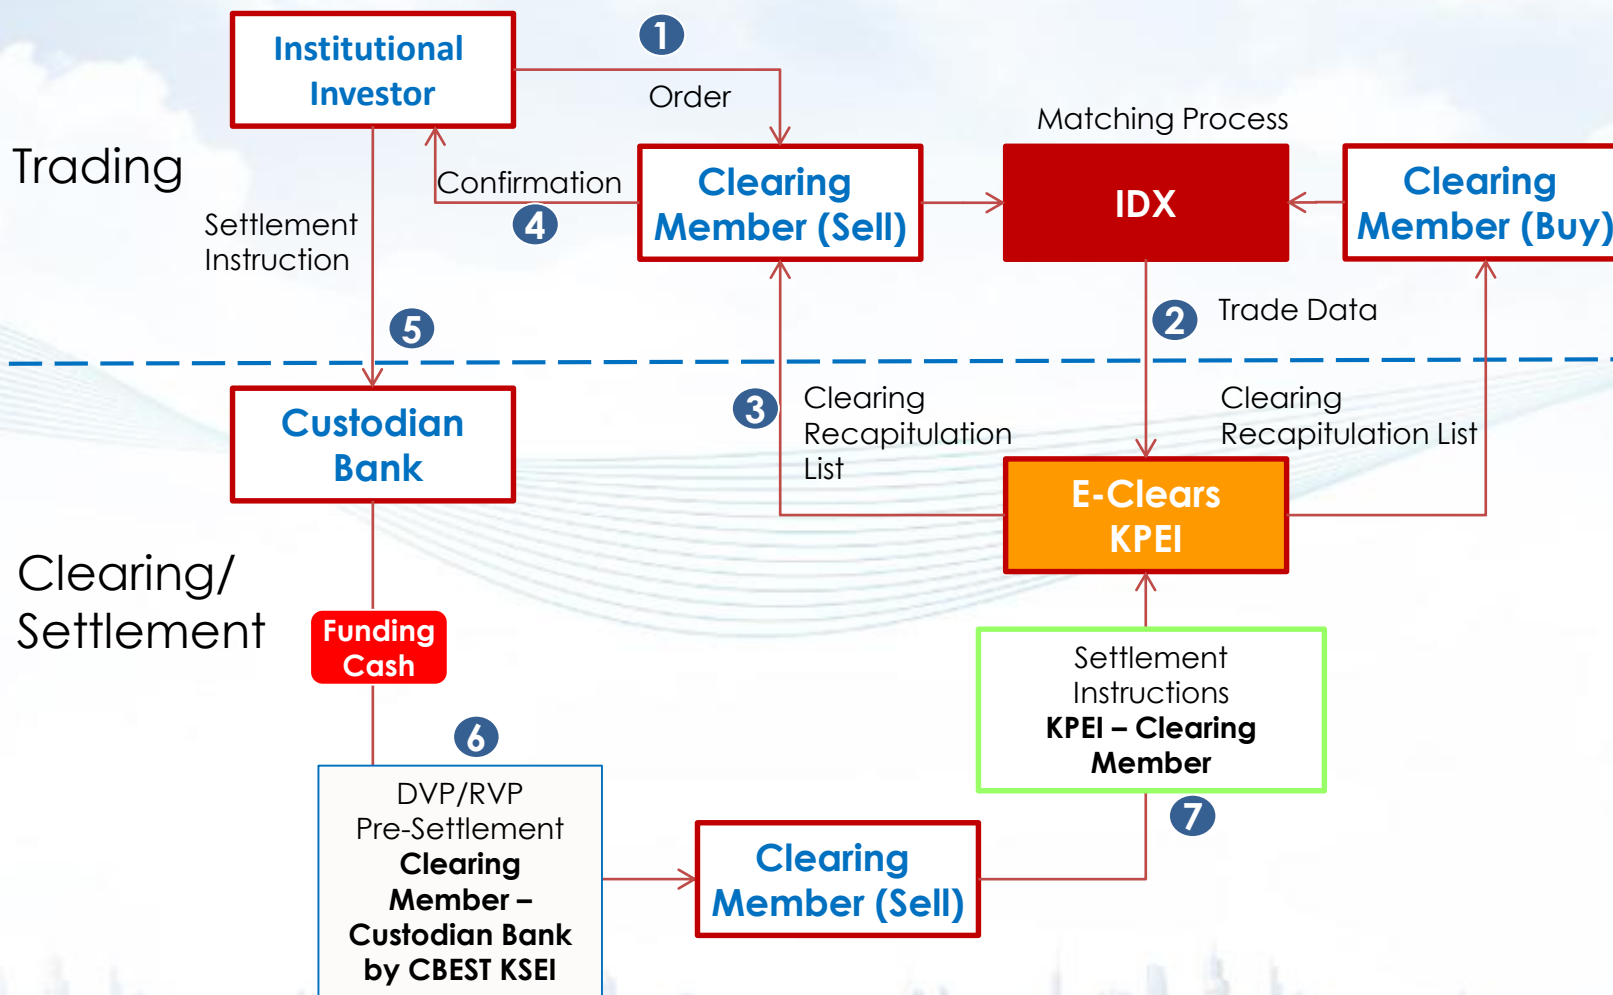 Institutional
Investor
1
Order
Trading
Confirmation
4
Clearing
Member (Sell)
Matching Process
IDX
Clearing
Member (Buy)
Settlement
Instruction
5
2
Trade Data
Custodian
Bank
3
Clearing
Recapitulation
List
Clearing
Recapitulation List
E-Clears
KPEI
Clearing/
Settlement
Funding
Cash
Settlement
Instructions
KPEI – Clearing
Member
6
DVP/RVP
Pre-Settlement
Clearing
Member –
Custodian Bank
by CBEST KSEI
Clearing
Member (Sell)
7